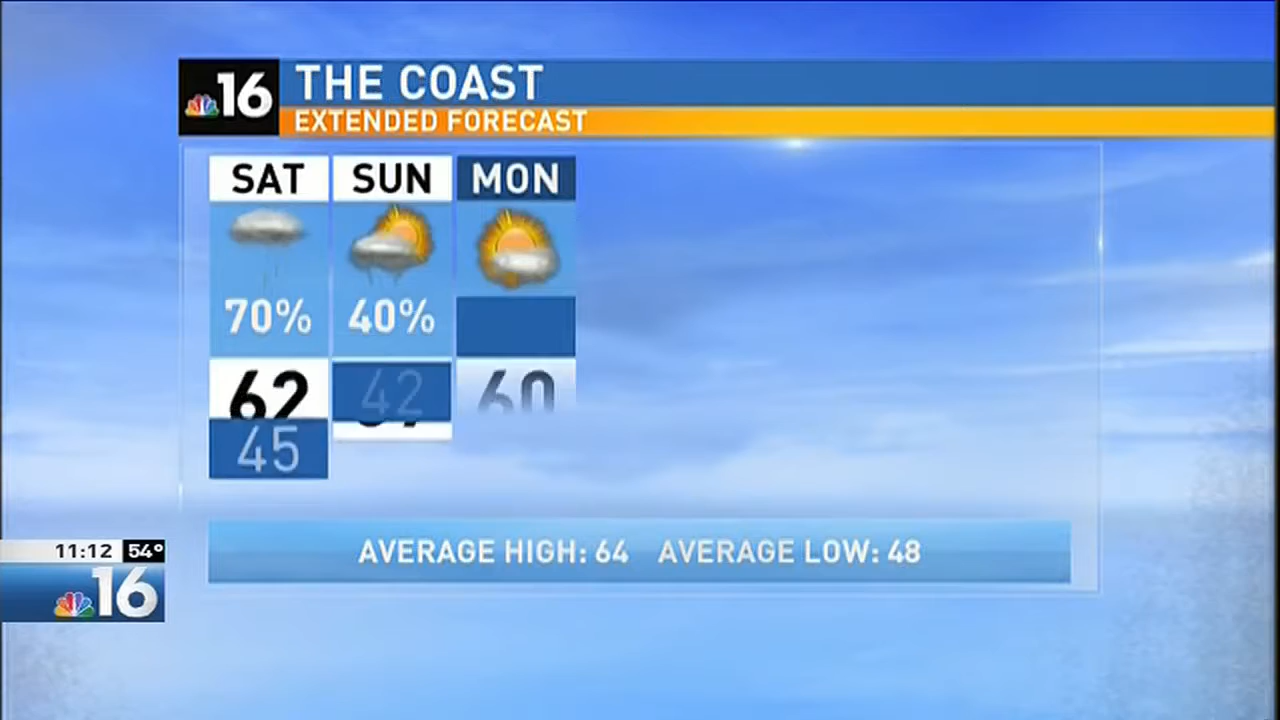 16 THE COAST
EXTENDED FORECAST
SAT SUN MON
70% 40%
62 42 60
45
AVERAGE HIGH: 64 AVERAGE LOW: 48
11:12 54°
16